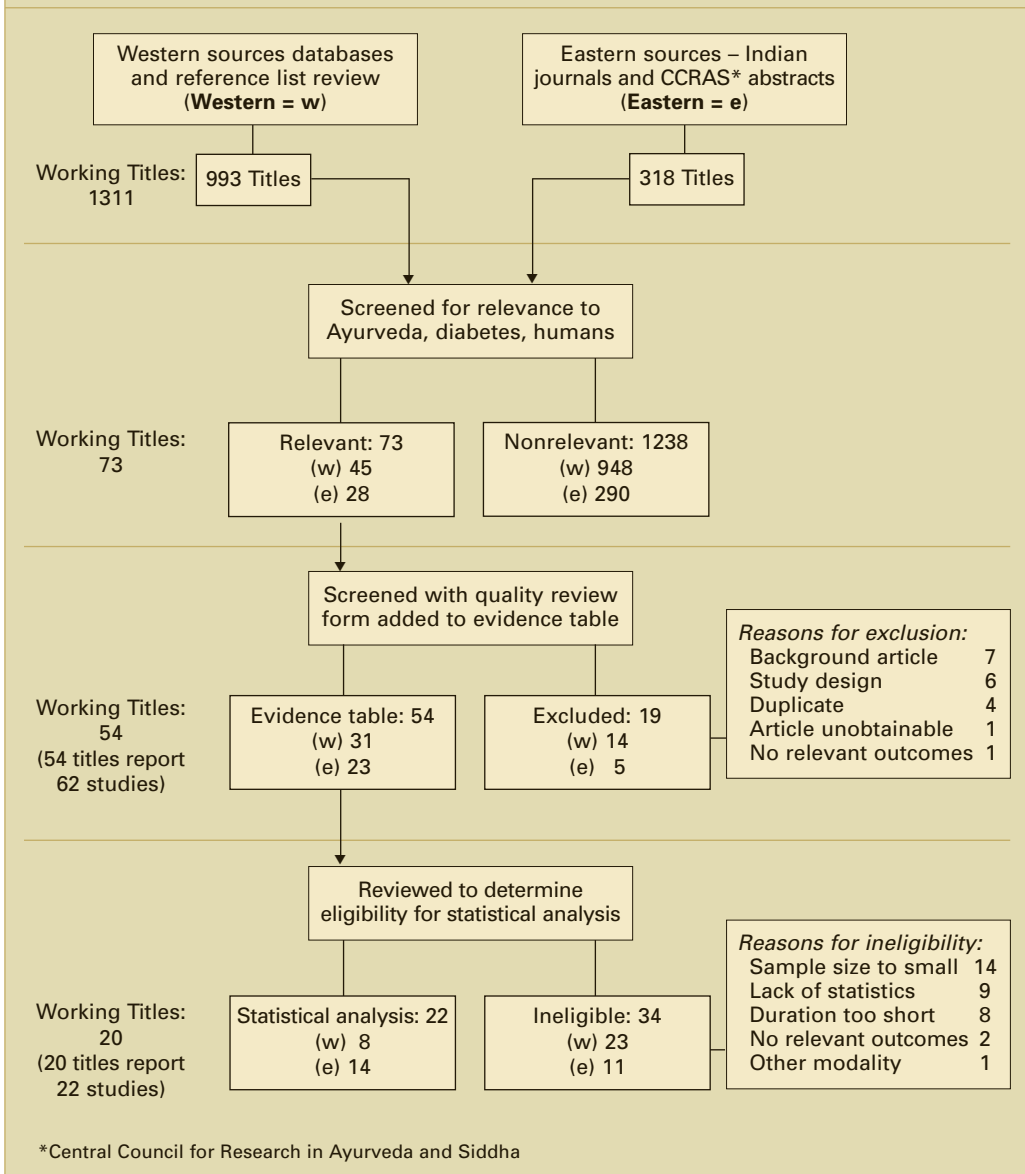 Western sources databases
and reference list review
(Western = w)
Eastern sources – Indian
journals and CCRAS* abstracts
(Eastern = e)
Working Titles:
1311
993 Titles
318 Titles
Screened for relevance to
Ayurveda, diabetes, humans
Working Titles:
73
Relevant: 73
(w) 45
(e) 28
Nonrelevant: 1238
(w) 948
(e) 290
Screened with quality review
form added to evidence table
Working Titles:
54
(54 titles report
62 studies)
Evidence table: 54
(w) 31
(e) 23
Excluded: 19
(w) 14
(e) 5
Reasons for exclusion:
Background article 7
Study design 6
Duplicate 4
Article unobtainable 1
No relevant outcomes 1
Reviewed to determine
eligibility for statistical analysis
Working Titles:
20
(20 titles report
22 studies)
Statistical analysis: 22
(w) 8
(e) 14
Ineligible: 34
(w) 23
(e) 11
Reasons for ineligibility:
Sample size to small 14
Lack of statistics 9
Duration too short 8
No relevant outcomes 2
Other modality 1
*Central Council for Research in Ayurveda and Siddha